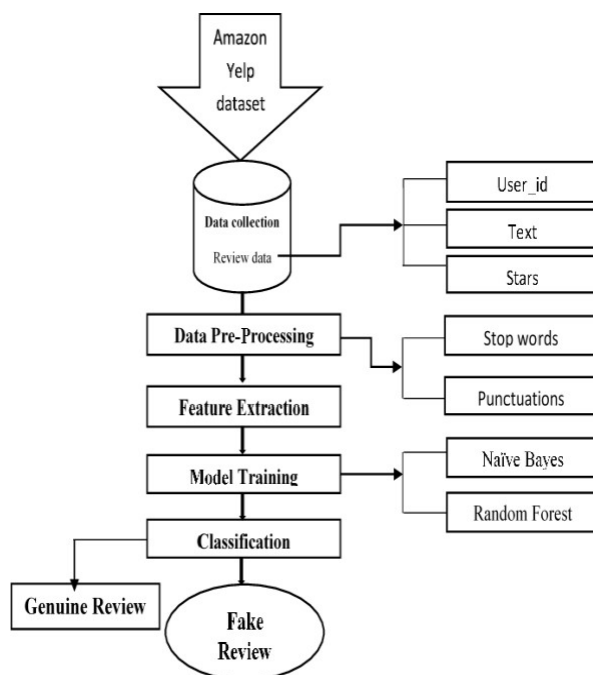 Amazon
Yelp
dataset
Data collection
Review data
User_id
Text
Stars
Data Pre-Processing
Stop words
Punctuations
Feature Extraction
Model Training
Naïve Bayes
Random Forest
Classification
Genuine Review
Fake
Review